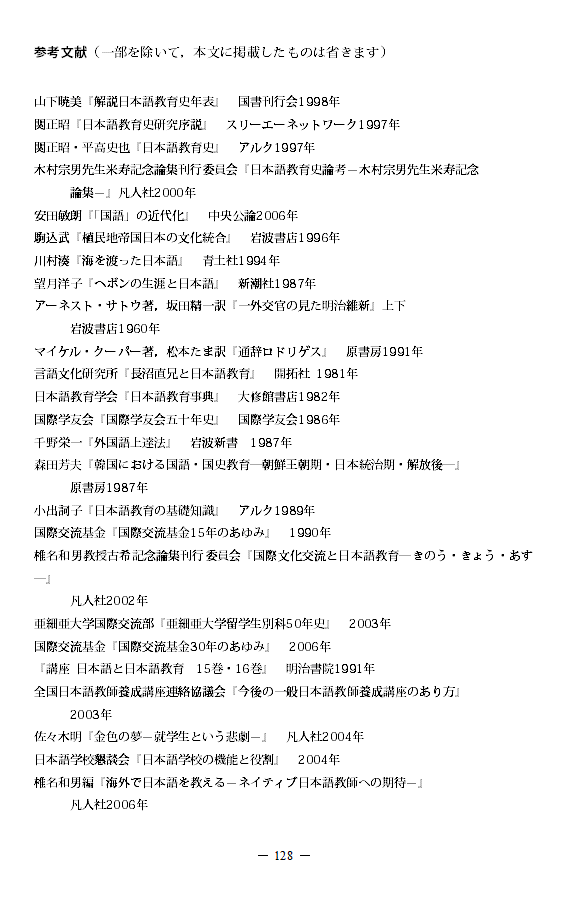 参考文献（一部を除いて，本文に掲載したものは省きます）
山下暁美『解説日本語教育史年表』　国書刊行会1998年
関正昭『日本語教育史研究序説』　スリーエーネットワーク1997年
関正昭・平高史也『日本語教育史』　アルク1997年
木村宗男先生米寿記念論集刊行委員会『日本語教育史論考－木村宗男先生米寿記念
論集－』凡人社2000年
安田敏朗『「国語」の近代化』　中央公論2006年
駒込武『植民地帝国日本の文化統合』　岩波書店1996年
川村湊『海を渡った日本語』　青土社1994年
望月洋子『ヘボンの生涯と日本語』　新潮社1987年
アーネスト・サトウ著，坂田精一訳『一外交官の見た明治維新』上下
岩波書店1960年
マイケル・クーパー著，松本たま訳『通辞ロドリゲス』　原書房1991年
言語文化研究所『長沼直兄と日本語教育』　開拓社 1981年
日本語教育学会『日本語教育事典』　大修館書店1982年
国際学友会『国際学友会五十年史』　国際学友会1986年
千野栄一『外国語上達法』　岩波新書　1987年
森田芳夫『韓国における国語・国史教育―朝鮮王朝期・日本統治期・解放後―』
原書房1987年
小出詞子『日本語教育の基礎知識』　アルク1989年
国際交流基金『国際交流基金15年のあゆみ』　1990年
椎名和男教授古希記念論集刊行委員会『国際文化交流と日本語教育―きのう・きょう・あす
―』
凡人社2002年
亜細亜大学国際交流部『亜細亜大学留学生別科50年史』　2003年
国際交流基金『国際交流基金30年のあゆみ』　2006年
『講座 日本語と日本語教育　15巻・16巻』　明治書院1991年
全国日本語教師養成講座連絡協議会『今後の一般日本語教師養成講座のあり方』
2003年
佐々木明『金色の夢－就学生という悲劇－』　凡人社2004年
日本語学校懇談会『日本語学校の機能と役割』　2004年
椎名和男編『海外で日本語を教える－ネイティブ日本語教師への期待－』
凡人社2006年
― 128 ―